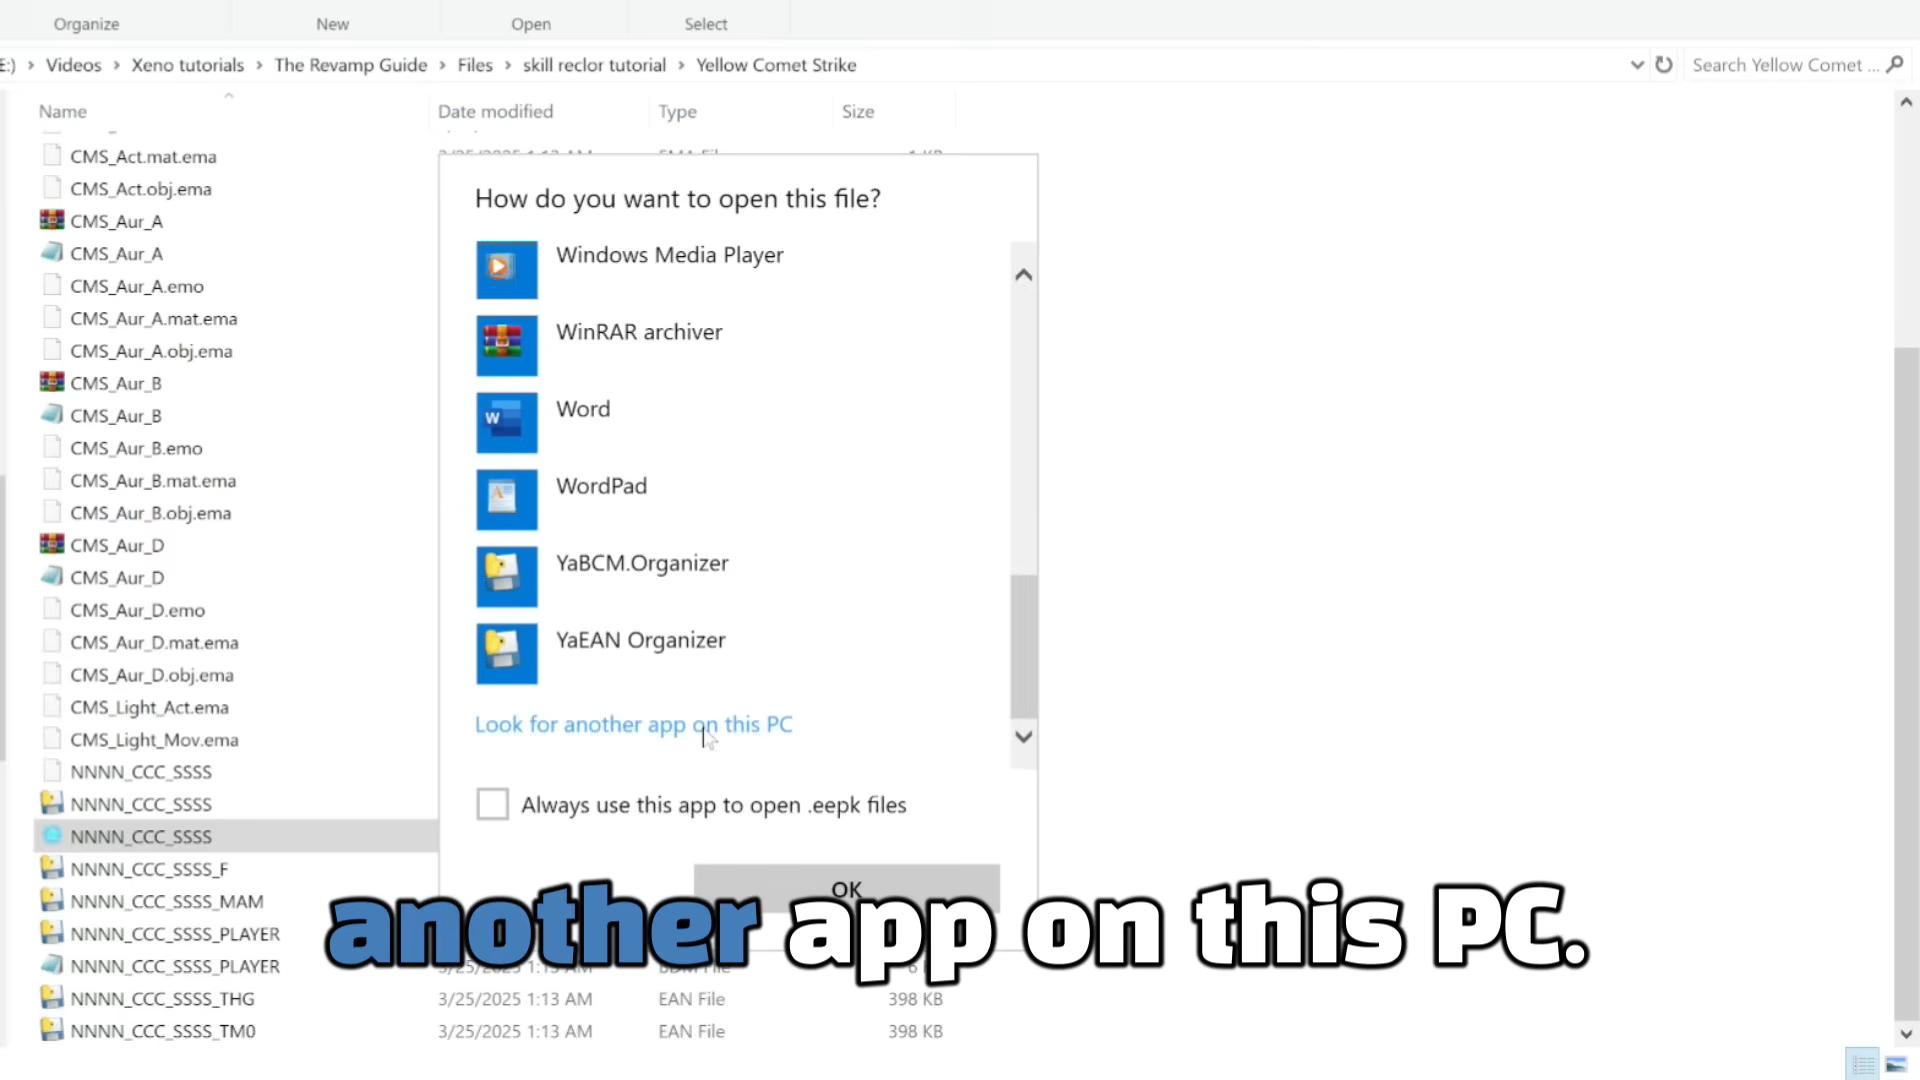 Organize New Open Select
E:) > Videos > Xeno tutorials > The Revamp Guide > Files > skill reclor tutorial > Yellow Comet Strike
Search Yellow Comet ...
Name Date modified Type Size
CMS_Act.mat.ema
CMS_Act.obj.ema
CMS_Aur_A
CMS_Aur_A
CMS_Aur_A.emo
CMS_Aur_A.mat.ema
CMS_Aur_A.obj.ema
CMS_Aur_B
CMS_Aur_B
CMS_Aur_B.emo
CMS_Aur_B.mat.ema
CMS_Aur_B.obj.ema
CMS_Aur_D
CMS_Aur_D
CMS_Aur_D.emo
CMS_Aur_D.mat.ema
CMS_Aur_D.obj.ema
CMS_Light_Act.ema
CMS_Light_Mov.ema
NNNN_CCC_SSSS
NNNN_CCC_SSSS
NNNN_CCC_SSSS
NNNN_CCC_SSSS_F
NNNN_CCC_SSSS_MAM
NNNN_CCC_SSSS_PLAYER
NNNN_CCC_SSSS_PLAYER
NNNN_CCC_SSSS_THG 3/25/2025 1:13 AM EAN File 398 KB
NNNN_CCC_SSSS_TM0 3/25/2025 1:13 AM EAN File 398 KB
How do you want to open this file?
Windows Media Player
WinRAR archiver
Word
WordPad
YaBCM.Organizer
YaEAN Organizer
Look for another app on this PC
Always use this app to open .eepk files
OK
another app on this PC.